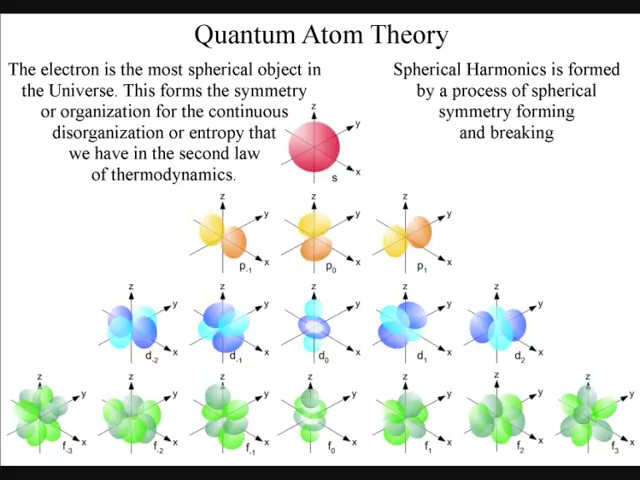 Quantum Atom Theory
The electron is the most spherical object in
the Universe. This forms the symmetry
or organization for the continuous
disorganization or entropy that
we have in the second law
of thermodynamics.
Spherical Harmonics is formed
by a process of spherical
symmetry forming
and breaking
z
y
x
s
z
y
x
p-1
z
y
x
p0
z
y
x
p1
z
y
x
d-2
z
y
x
d-1
z
y
x
d0
z
y
x
d1
z
y
x
d2
z
y
x
f-3
z
y
x
f-2
z
y
x
f-1
z
y
x
f0
z
y
x
f1
z
y
x
f2
z
y
x
f3